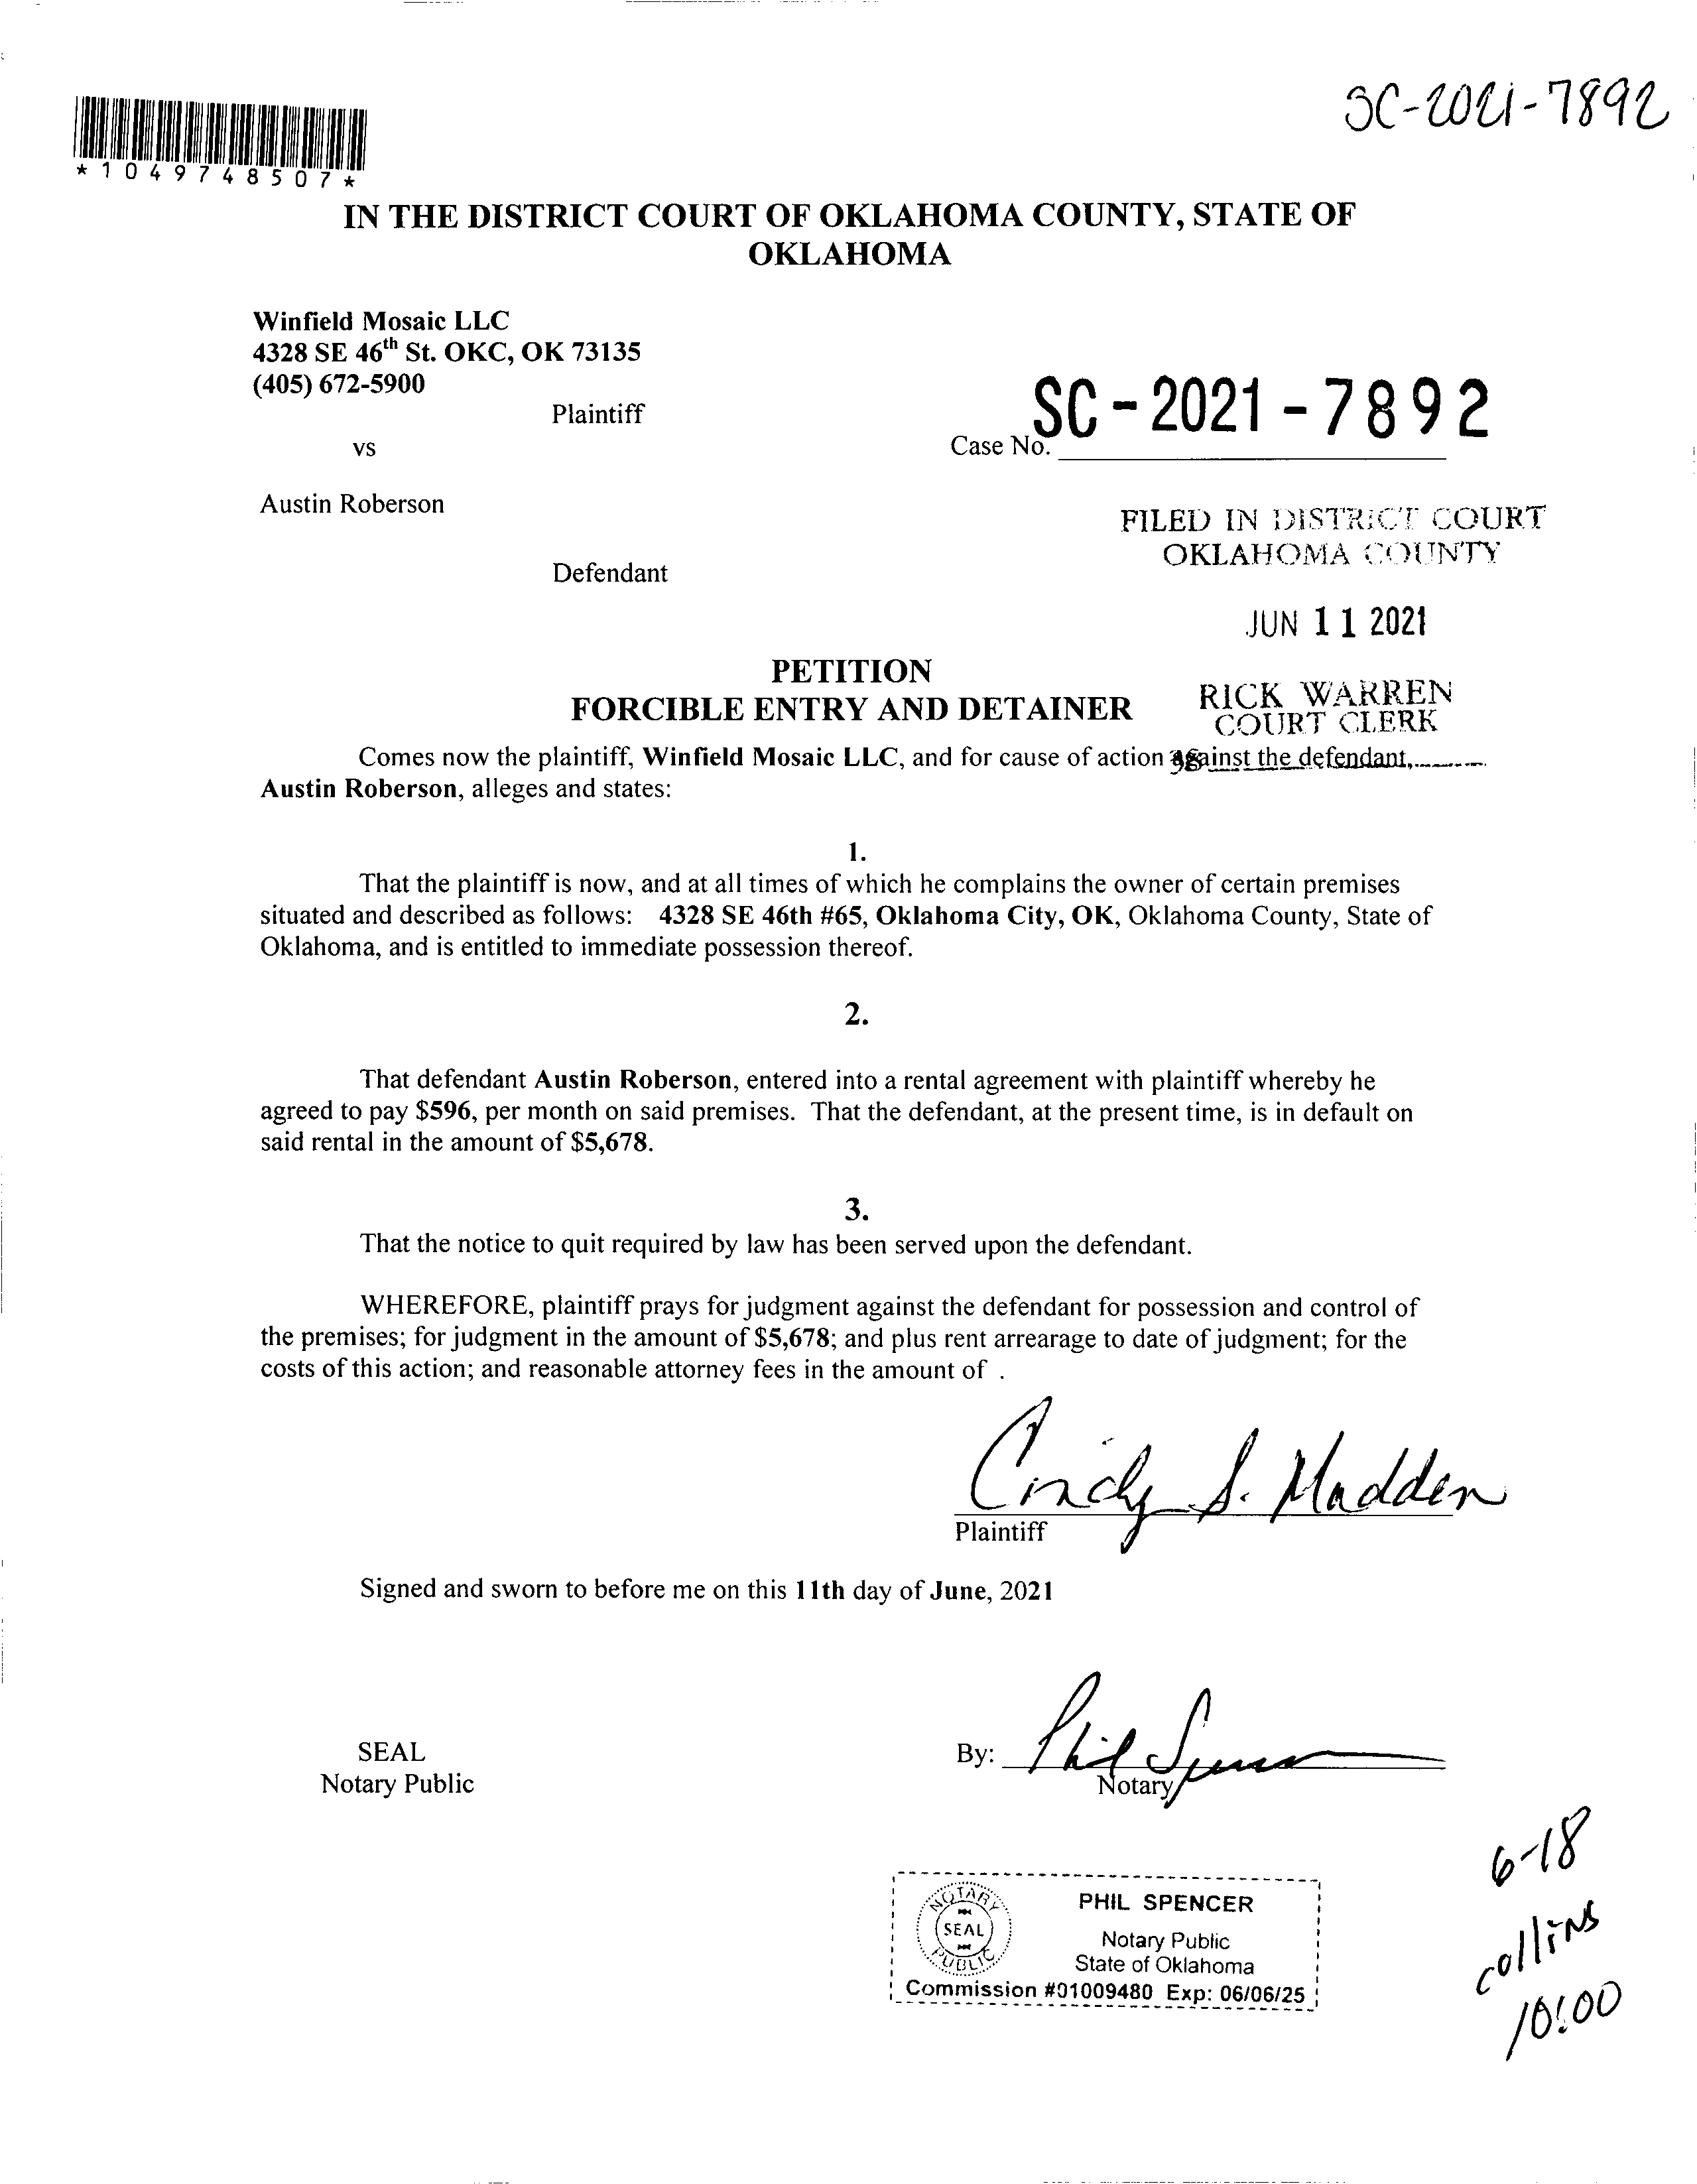 SC-2021-7892
*1049748507*
IN THE DISTRICT COURT OF OKLAHOMA COUNTY, STATE OF
OKLAHOMA
Winfield Mosaic LLC
4328 SE 46th St. OKC, OK 73135
(405) 672-5900
Plaintiff
vs
Case No. SC-2021-7892
Austin Roberson
Defendant
FILED IN DISTRICT COURT
OKLAHOMA COUNTY
JUN 11 2021
RICK WARREN
COURT CLERK
PETITION
FORCIBLE ENTRY AND DETAINER
Comes now the plaintiff, Winfield Mosaic LLC, and for cause of action against the defendant,
Austin Roberson, alleges and states:
1.
That the plaintiff is now, and at all times of which he complains the owner of certain premises
situated and described as follows: 4328 SE 46th #65, Oklahoma City, OK, Oklahoma County, State of
Oklahoma, and is entitled to immediate possession thereof.
2.
That defendant Austin Roberson, entered into a rental agreement with plaintiff whereby he
agreed to pay $596, per month on said premises. That the defendant, at the present time, is in default on
said rental in the amount of $5,678.
3.
That the notice to quit required by law has been served upon the defendant.
WHEREFORE, plaintiff prays for judgment against the defendant for possession and control of
the premises; for judgment in the amount of $5,678; and plus rent arrearage to date of judgment; for the
costs of this action; and reasonable attorney fees in the amount of .
Cindy S. Madden
Plaintiff
Signed and sworn to before me on this 11th day of June, 2021
SEAL
Notary Public
By: Phil Spencer
Notary
NOTARY
SEAL
PUBLIC
PHIL SPENCER
Notary Public
State of Oklahoma
Commission #01009480 Exp: 06/06/25
6-18
collins
10:00